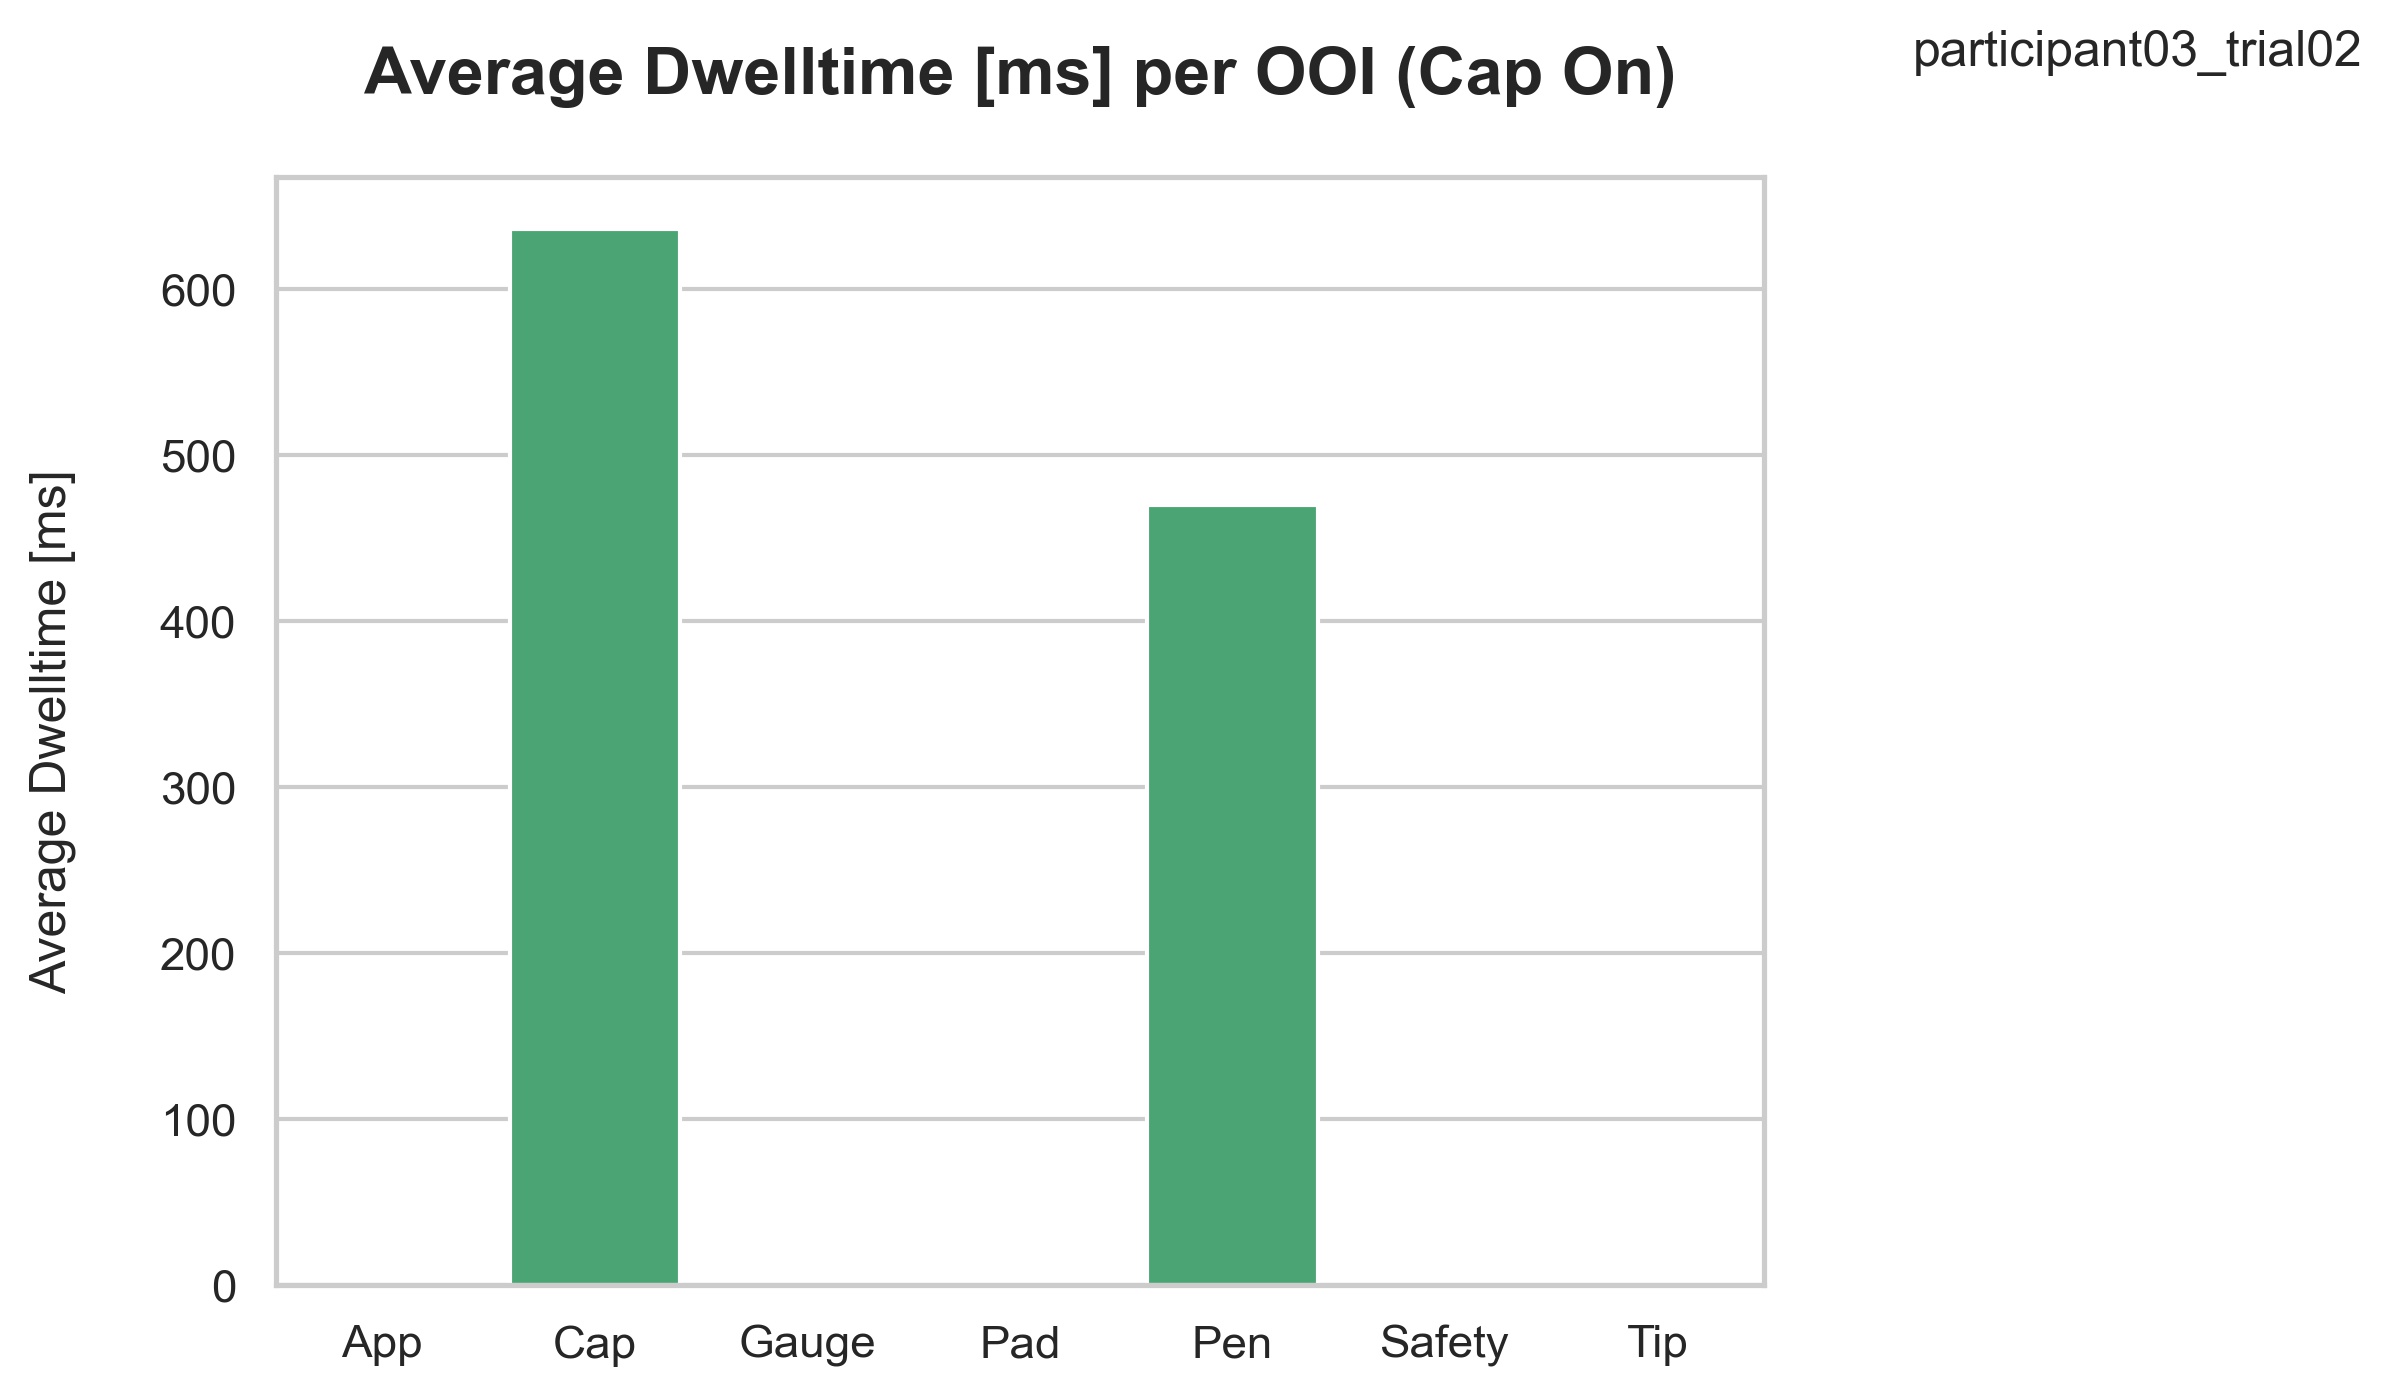 participant03_trial02
Average Dwelltime [ms] per OOI (Cap On)
Average Dwelltime [ms]
600
500
400
300
200
100
0
App Cap Gauge Pad Pen Safety Tip